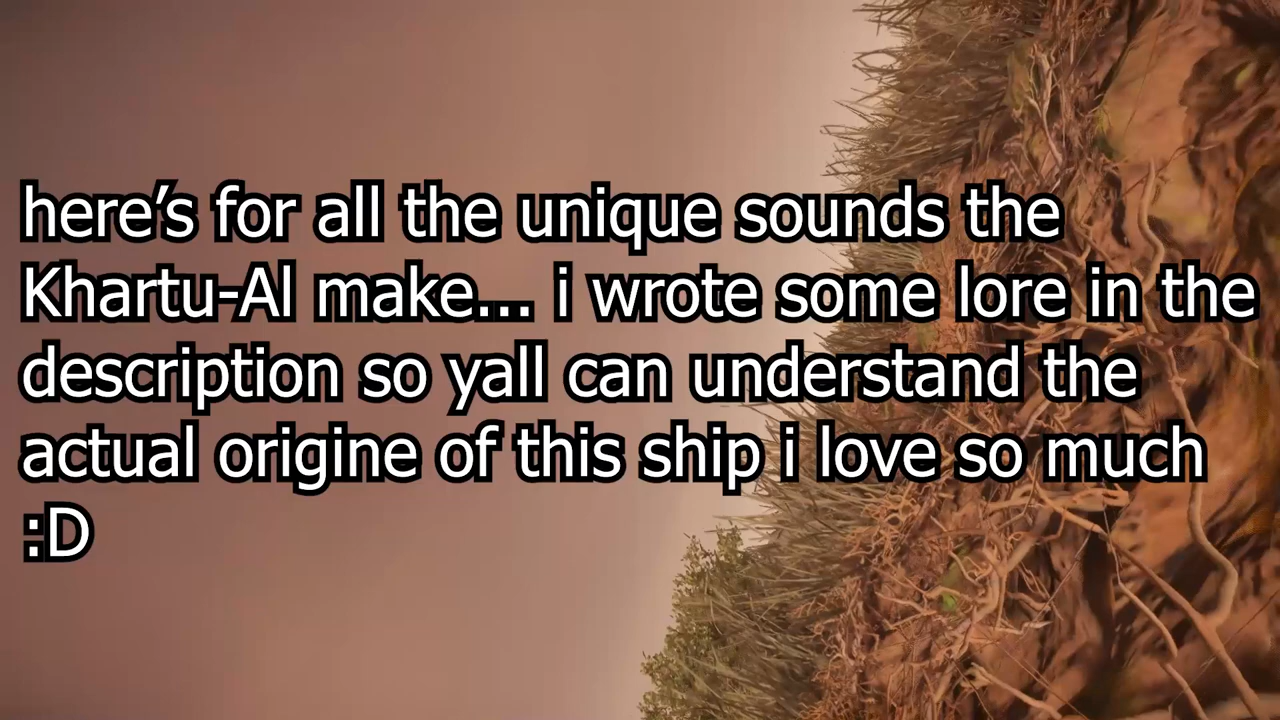 here’s for all the unique sounds the
Khartu-Al make... i wrote some lore in the
description so yall can understand the
actual origine of this ship i love so much
:D